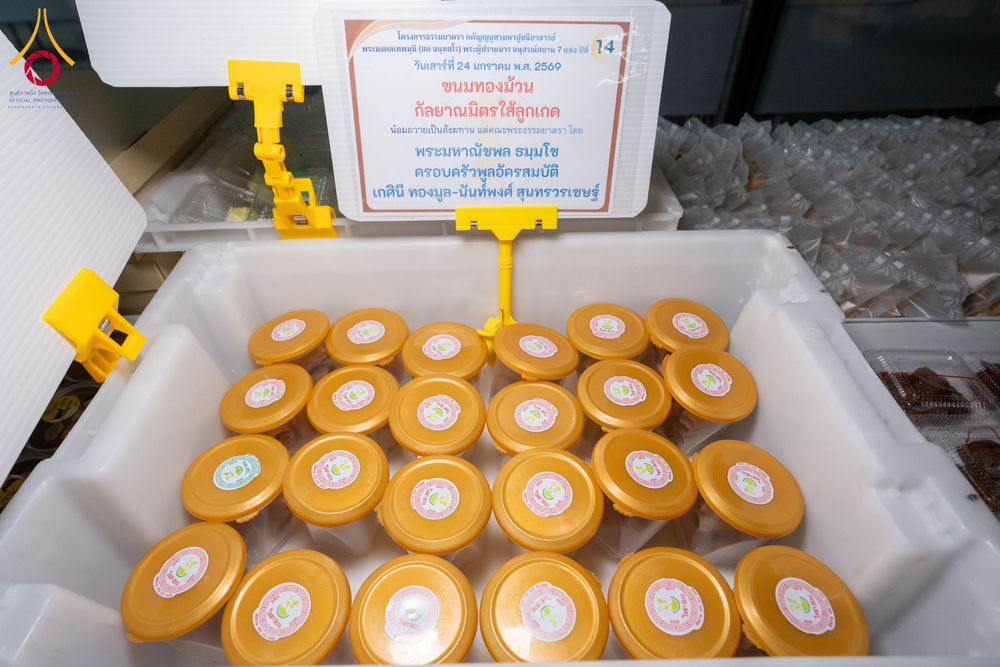 โครงการธรรมยาตรา กตัญญูบูชามหาปูชนียาจารย์
พระมงคลเทพมุนี (สด จนฺทสโร) พระผู้ปราบมาร อนุสรณ์สถาน 7 แห่ง ปีที่ 14
วันเสาร์ที่ 24 มกราคม พ.ศ. 2569
ขนมทองม้วน
กัลยาณมิตรใส้ลูกเกด
น้อมถวายเป็นสังฆทาน แด่คณะพระธรรมยาตรา โดย
พระมหาณัชพล ธมฺมโช
ครอบครัวพูลอัครสมบัติ
เกศินี ทองมูล-นันท์พงศ์ สุนทรวรเชษฐ์
OFFICIAL PHOTO